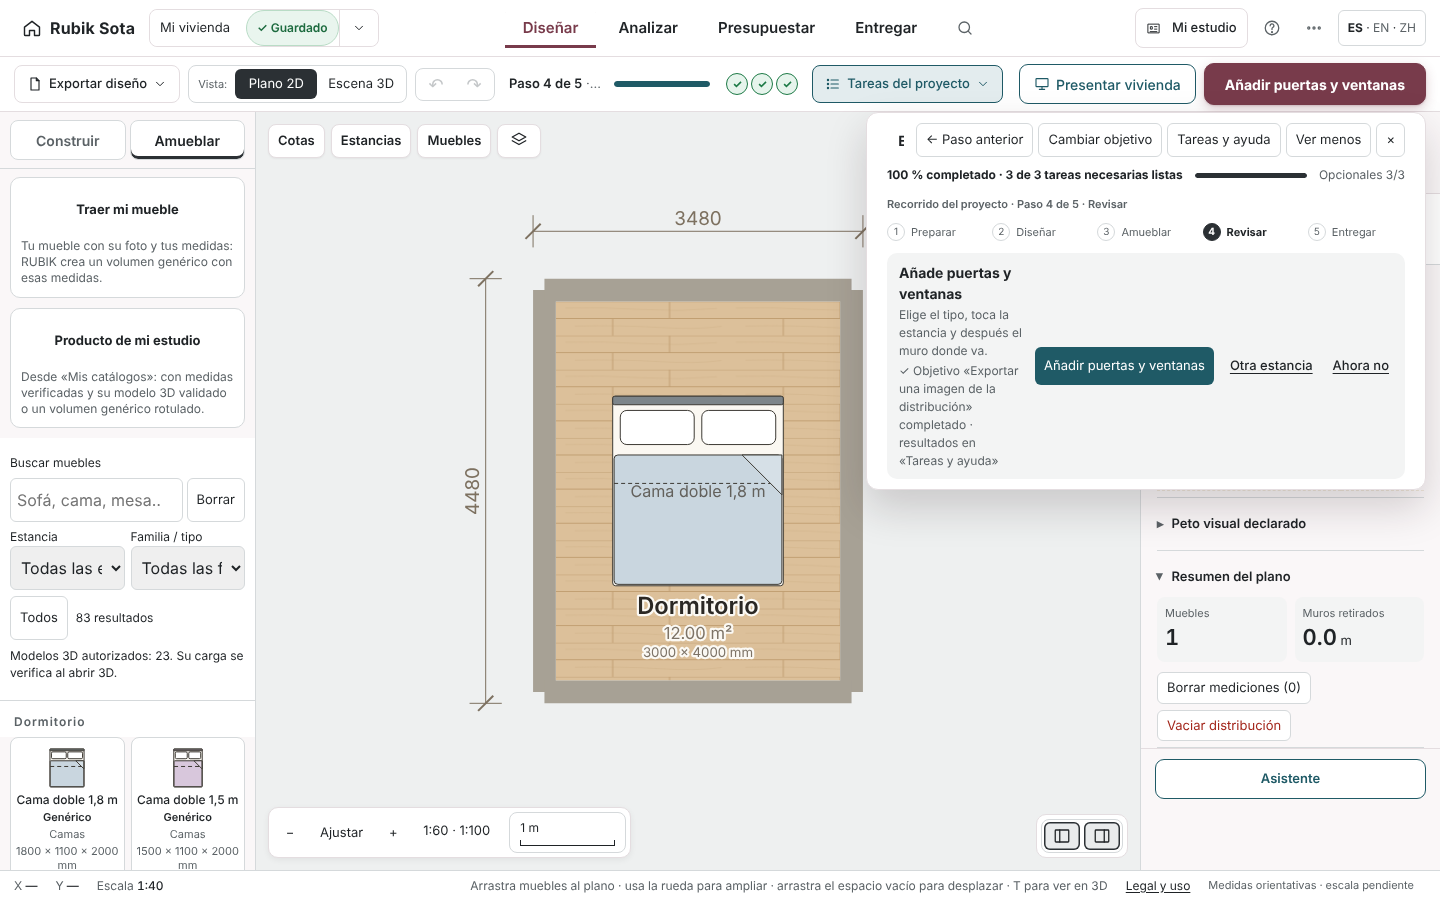 Rubik Sota
Mi vivienda
✓ Guardado
Diseñar
Analizar
Presupuestar
Entregar
Mi estudio
ES · EN · ZH
Exportar diseño
Vista:
Plano 2D
Escena 3D
Paso 4 de 5 ·…
Tareas del proyecto
Presentar vivienda
Añadir puertas y ventanas
Construir
Amueblar
Traer mi mueble
Tu mueble con su foto y tus medidas:
RUBIK crea un volumen genérico con
esas medidas.
Producto de mi estudio
Desde «Mis catálogos»: con medidas
verificadas y su modelo 3D validado
o un volumen genérico rotulado.
Buscar muebles
Sofá, cama, mesa..
Borrar
Estancia
Familia / tipo
Todas las e
Todas las f
Todos
83 resultados
Modelos 3D autorizados: 23. Su carga se
verifica al abrir 3D.
Dormitorio
Cama doble 1,8 m
Genérico
Camas
1800 × 1100 × 2000
mm
Cama doble 1,5 m
Genérico
Camas
1500 × 1100 × 2000
mm
Cotas
Estancias
Muebles
3480
4480
Cama doble 1,8 m
Dormitorio
12.00 m²
3000 × 4000 mm
← Paso anterior
Cambiar objetivo
Tareas y ayuda
Ver menos
×
100 % completado · 3 de 3 tareas necesarias listas
Opcionales 3/3
Recorrido del proyecto · Paso 4 de 5 · Revisar
1 Preparar
2 Diseñar
3 Amueblar
4 Revisar
5 Entregar
Añade puertas y
ventanas
Elige el tipo, toca la
estancia y después el
muro donde va.
✓ Objetivo «Exportar
una imagen de la
distribución»
completado ·
resultados en
«Tareas y ayuda»
Añadir puertas y ventanas
Otra estancia
Ahora no
▸ Peto visual declarado
▾ Resumen del plano
Muebles
1
Muros retirados
0.0 m
Borrar mediciones (0)
Vaciar distribución
Asistente
−
Ajustar
+
1:60 · 1:100
1 m
X —
Y —
Escala 1:40
Arrastra muebles al plano · usa la rueda para ampliar · arrastra el espacio vacío para desplazar · T para ver en 3D
Legal y uso
Medidas orientativas · escala pendiente